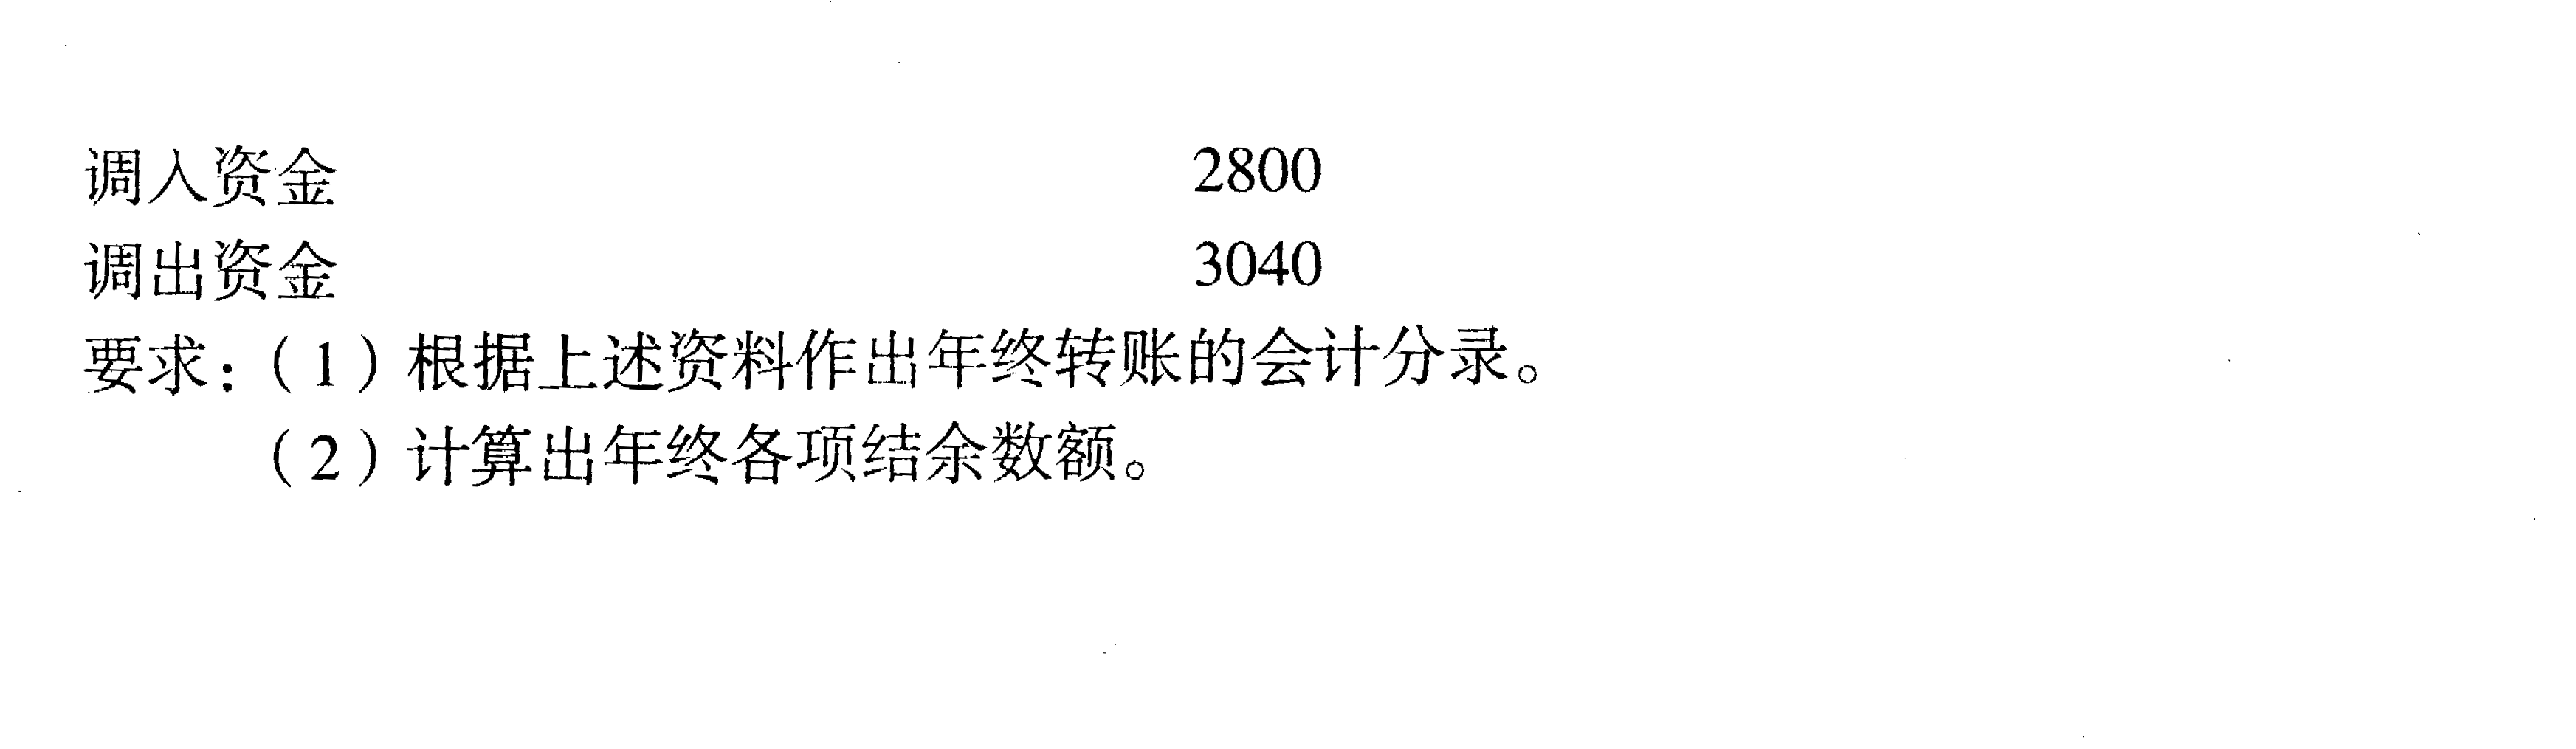 调入资金 2800
调出资金 3040
要求：（1）根据上述资料作出年终转账的会计分录。
（2）计算出年终各项结余数额。